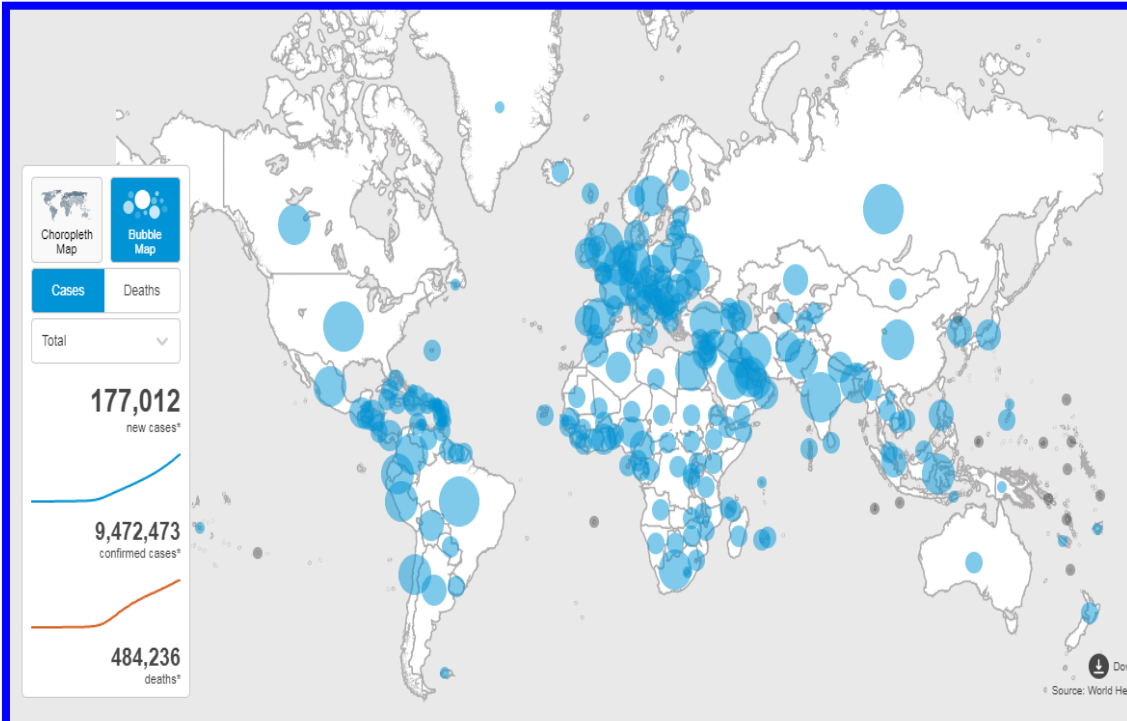 Choropleth
Map
Bubble
Map
Cases
Deaths
Total
177,012
new cases*
9,472,473
confirmed cases*
484,236
deaths*
Dow
Source: World He